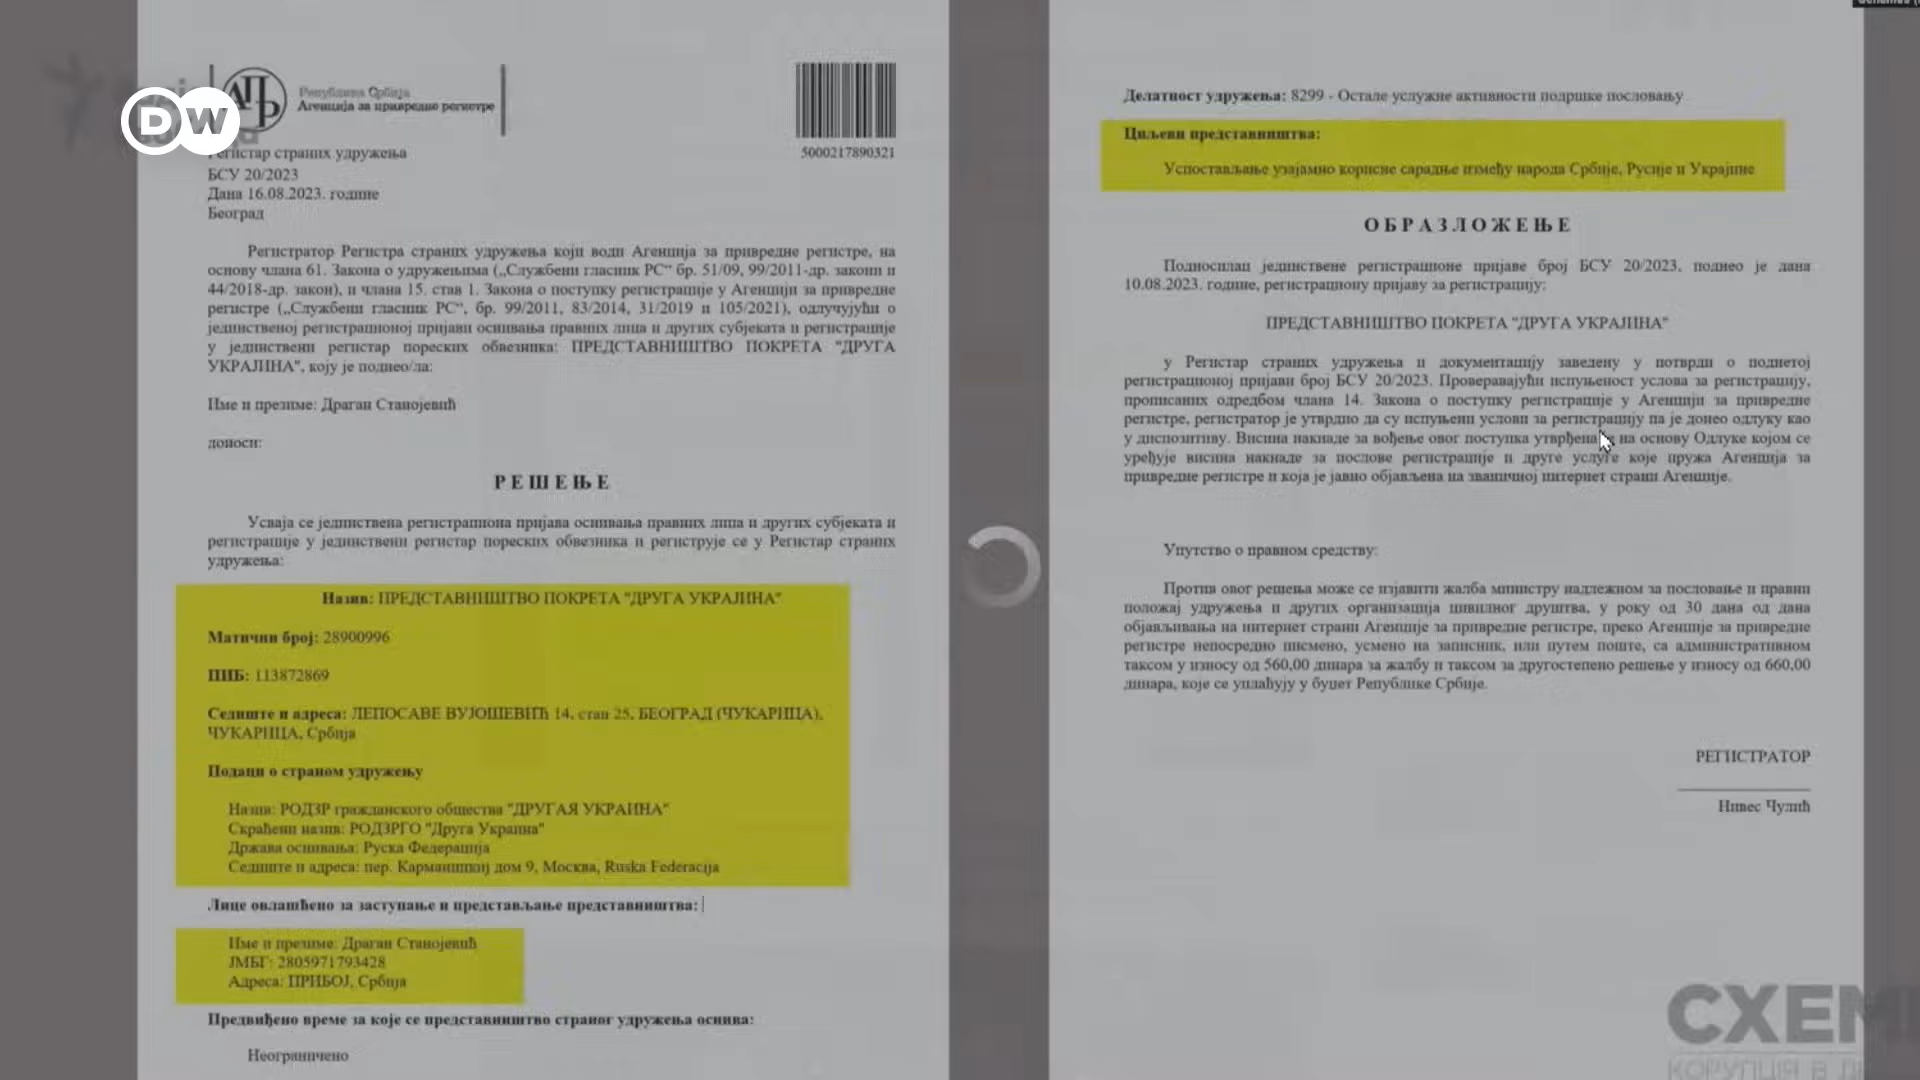 DW
АПР
Република Србија
Агенција за привредне регистре
5000217890321
Регистар страних удружења
БСУ 20/2023
Дана 16.08.2023. године
Београд
Регистратор Регистра страних удружења који води Агенција за привредне регистре, на
основу члана 61. Закона о удружењима („Службени гласник РС“ бр. 51/09, 99/2011-др. закони и
44/2018-др. закон), и члана 15. став 1. Закона о поступку регистрације у Агенцији за привредне
регистре („Службени гласник РС“, бр. 99/2011, 83/2014, 31/2019 и 105/2021), одлучујући о
јединственој регистрационој пријави оснивања правних лица и других субјеката и регистрације
у јединствени регистар пореских обвезника: ПРЕДСТАВНИШТВО ПОКРЕТА "ДРУГА
УКРАЈИНА", коју је поднео/ла:
Име и презиме: Драган Станојевић
доноси:
РЕШЕЊЕ
Усваја се јединствена регистрациона пријава оснивања правних лица и других субјеката и
регистрације у јединствени регистар пореских обвезника и региструје се у Регистар страних
удружења:
Назив: ПРЕДСТАВНИШТВО ПОКРЕТА "ДРУГА УКРАЈИНА"
Матични број: 28900996
ПИБ: 113872869
Седиште и адреса: ЛЕПОСАВЕ ВУЈОШЕВИЋ 14, стан 25, БЕОГРАД (ЧУКАРИЦА),
ЧУКАРИЦА, Србија
Подаци о страном удружењу
Назив: РОДЗР гражданского общества "ДРУГАЯ УКРАИНА"
Скраћени назив: РОДЗРГО "Друга Украина"
Држава оснивања: Руска Федерација
Седиште и адреса: пер. Карманицкиј дом 9, Москва, Ruska Federacija
Лице овлашћено за заступање и представљање представништва:
Име и презиме: Драган Станојевић
ЈМБГ: 2805971793428
Адреса: ПРИБОЈ, Србија
Предвиђено време за које се представништво страног удружења оснива:
Неограничено
Делатност удружења: 8299 - Остале услужне активности подршке пословању
Циљеви представништва:
Успостављање узајамно корисне сарадње између народа Србије, Русије и Украјине
ОБРАЗЛОЖЕЊЕ
Подносилац јединствене регистрационе пријаве број БСУ 20/2023, поднео је дана
10.08.2023. године, регистрациону пријаву за регистрацију:
ПРЕДСТАВНИШТВО ПОКРЕТА "ДРУГА УКРАЈИНА"
у Регистар страних удружења и документацију заведену у потврди о поднетој
регистрационој пријави број БСУ 20/2023. Проверавајући испуњеност услова за регистрацију,
прописаних одредбом члана 14. Закона о поступку регистрације у Агенцији за привредне
регистре, регистратор је утврдио да су испуњени услови за регистрацију па је донео одлуку као
у диспозитиву. Висина накнаде за вођење овог поступка утврђена је на основу Одлуке којом се
уређује висина накнаде за послове регистрације и друге услуге које пружа Агенција за
привредне регистре и која је јавно објављена на званичној интернет страни Агенције.
Упутство о правном средству:
Против овог решења може се изјавити жалба министру надлежном за пословање и правни
положај удружења и других организација цивилног друштва, у року од 30 дана од дана
објављивања на интернет страни Агенције за привредне регистре, преко Агенције за привредне
регистре непосредно писмено, усмено на записник, или путем поште, са административном
таксом у износу од 560,00 динара за жалбу и таксом за другостепено решење у износу од 660,00
динара, које се уплаћују у буџет Републике Србије.
РЕГИСТРАТОР
Нивес Чулић
СХЕМИ
КОРУПЦІЯ В